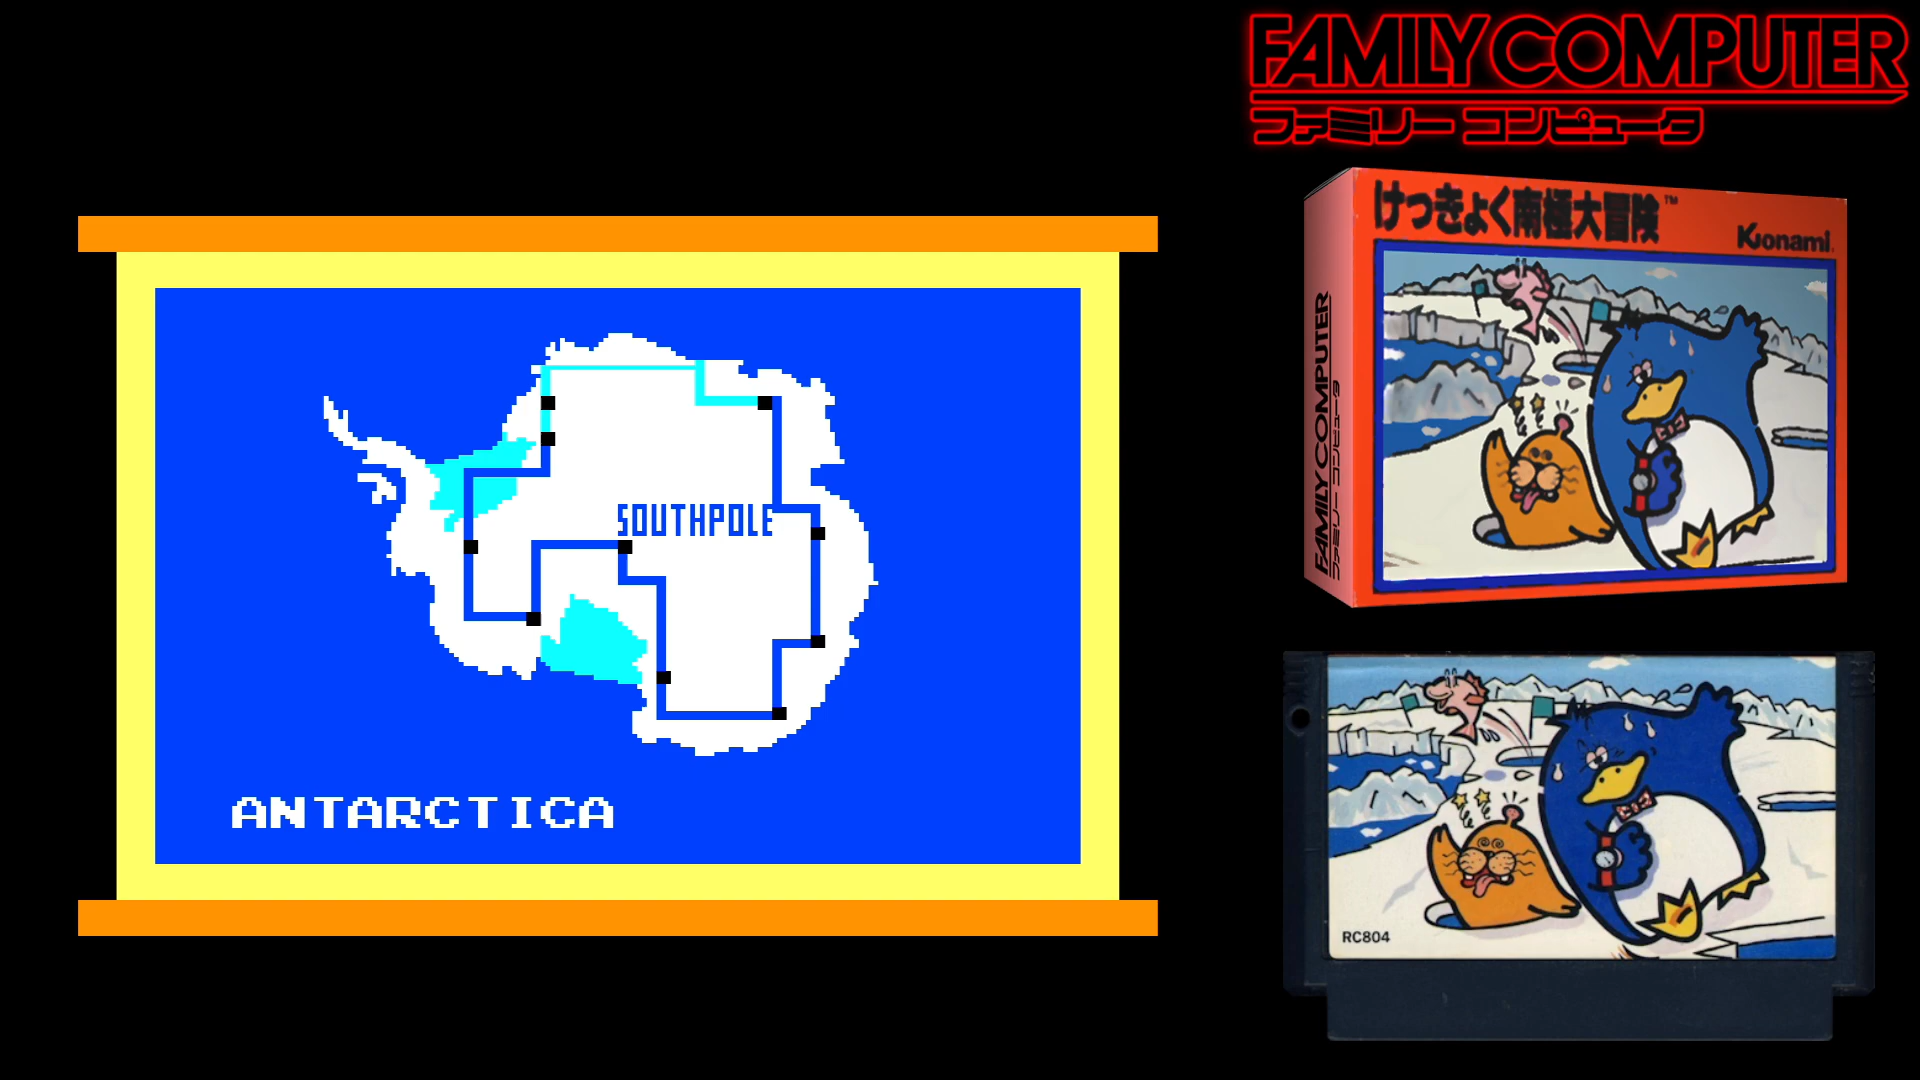 FAMILY COMPUTER
ファミリー コンピュータ
けっきょく南極大冒険™
Konami
FAMILY COMPUTER
ファミリー コンピュータ
SOUTHPOLE
ANTARCTICA
RC804